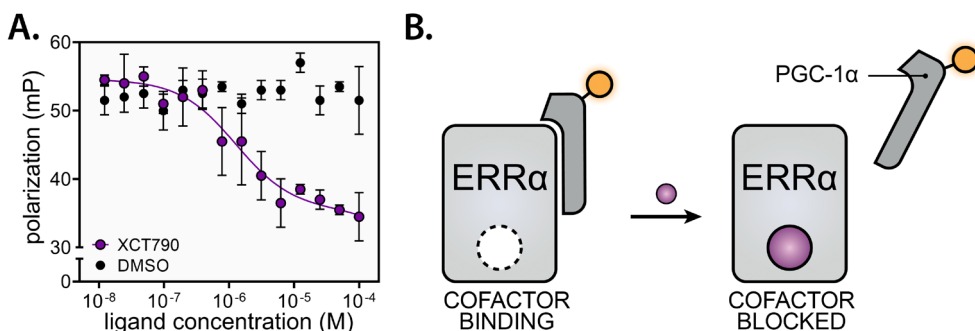 A.
polarization (mP)
60
50
40
30
0
XCT790
DMSO
10⁻⁸
10⁻⁷
10⁻⁶
10⁻⁵
10⁻⁴
ligand concentration (M)
B.
ERRα
COFACTOR
BINDING
PGC-1α
ERRα
COFACTOR
BLOCKED